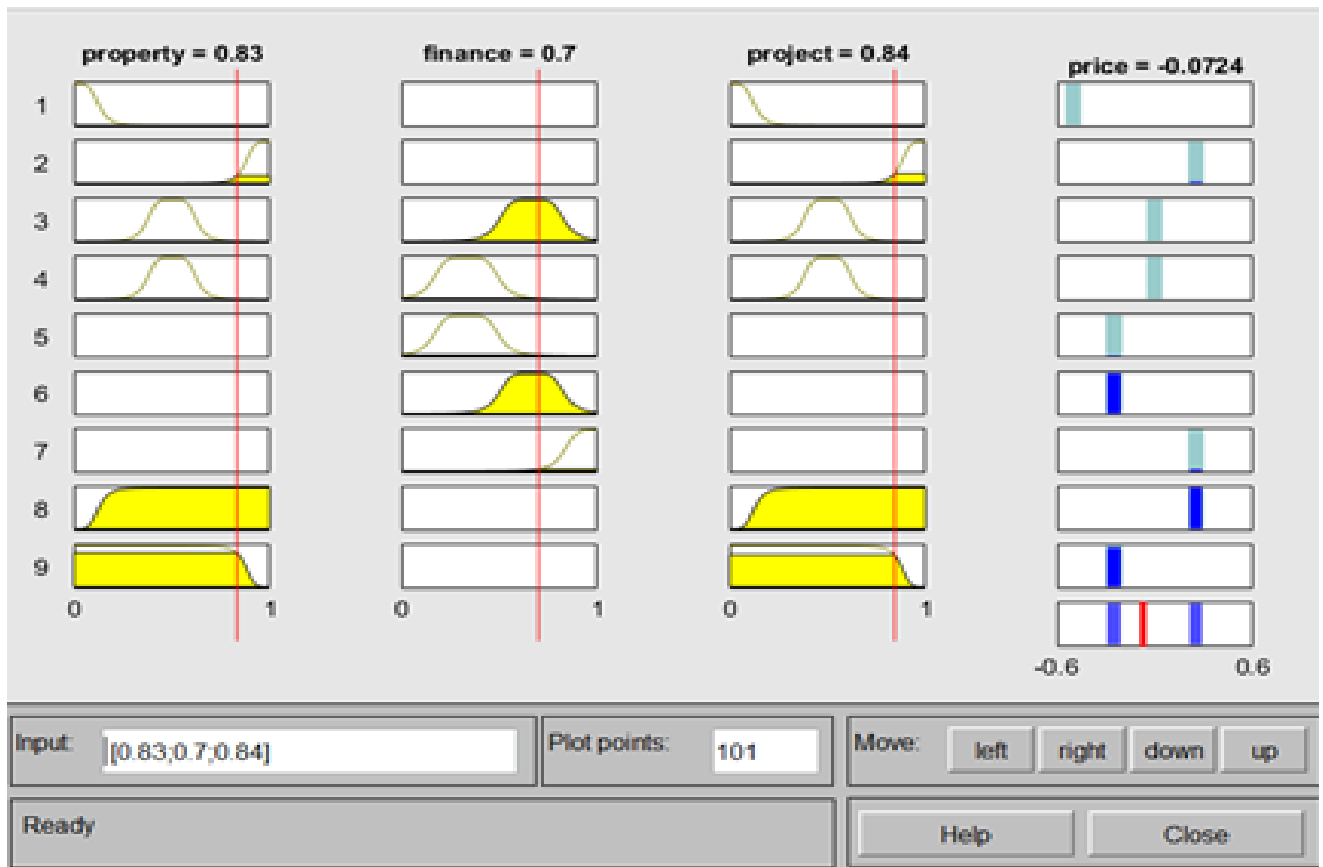 property = 0.83 finance = 0.7 project = 0.84 price = -0.0724
1
2
3
4
5
6
7
8
9
0 1 0 1 0 1
-0.6 0.6
Input: [0.83;0.7;0.84] Plot points: 101 Move: left right down up
Ready Help Close